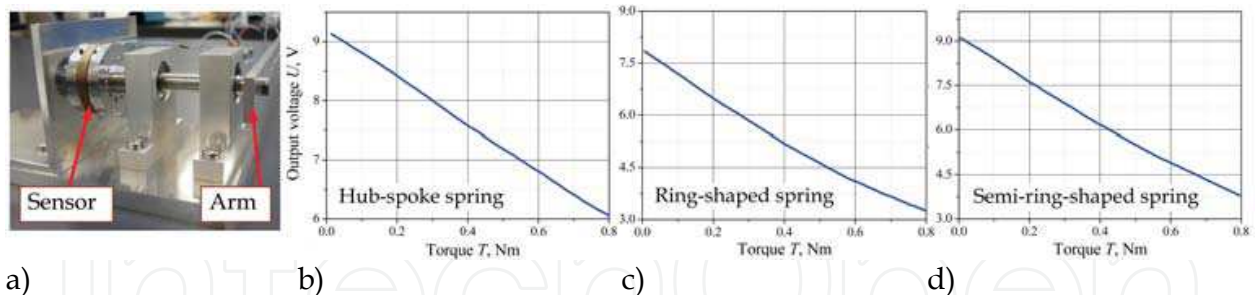 Sensor
Arm
Output voltage U, V
9
8
7
6
Hub-spoke spring
0.0 0.2 0.4 0.6 0.8
Torque T, Nm
9.0
7.5
6.0
4.5
3.0
Ring-shaped spring
0.0 0.2 0.4 0.6 0.8
Torque T, Nm
9.0
7.5
6.0
4.5
3.0
Semi-ring-shaped spring
0.0 0.2 0.4 0.6 0.8
Torque T, Nm
a) b) c) d)